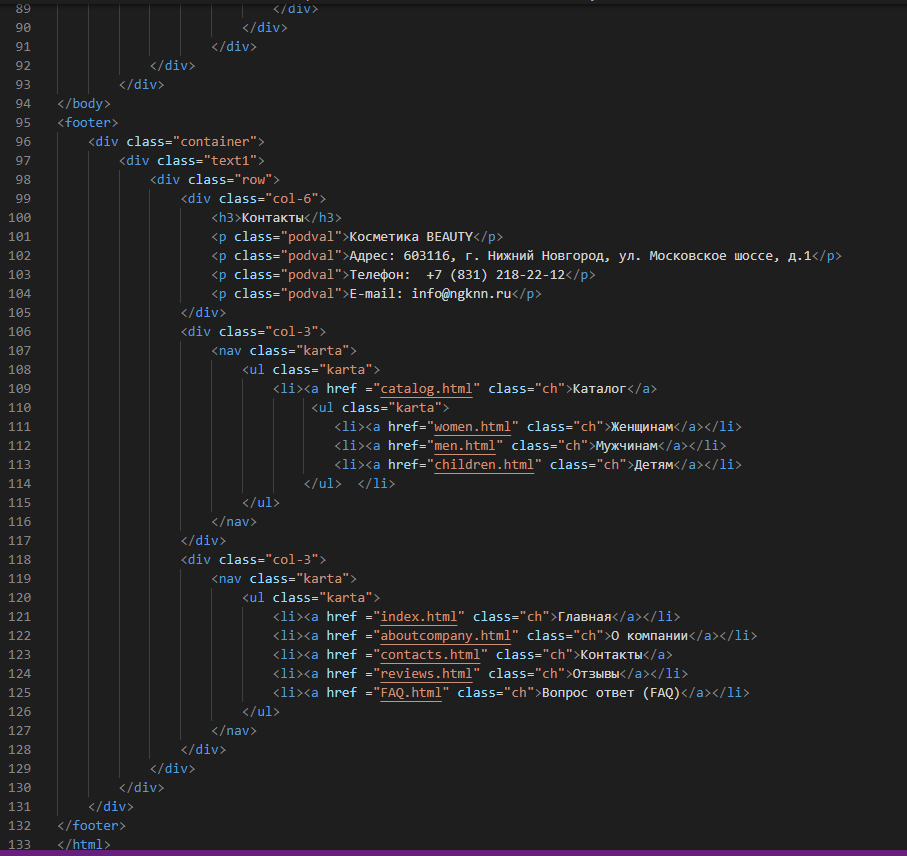 89 </div>
90 </div>
91 </div>
92 </div>
93 </div>
94 </body>
95 <footer>
96 <div class="container">
97 <div class="text1">
98 <div class="row">
99 <div class="col-6">
100 <h3>Контакты</h3>
101 <p class="podval">Косметика BEAUTY</p>
102 <p class="podval">Адрес: 603116, г. Нижний Новгород, ул. Московское шоссе, д.1</p>
103 <p class="podval">Телефон:  +7 (831) 218-22-12</p>
104 <p class="podval">E-mail: info@ngknn.ru</p>
105 </div>
106 <div class="col-3">
107 <nav class="karta">
108 <ul class="karta">
109 <li><a href ="catalog.html" class="ch">Каталог</a>
110 <ul class="karta">
111 <li><a href="women.html" class="ch">Женщинам</a></li>
112 <li><a href="men.html" class="ch">Мужчинам</a></li>
113 <li><a href="children.html" class="ch">Детям</a></li>
114 </ul>  </li>
115 </ul>
116 </nav>
117 </div>
118 <div class="col-3">
119 <nav class="karta">
120 <ul class="karta">
121 <li><a href ="index.html" class="ch">Главная</a></li>
122 <li><a href ="aboutcompany.html" class="ch">О компании</a></li>
123 <li><a href ="contacts.html" class="ch">Контакты</a>
124 <li><a href ="reviews.html" class="ch">Отзывы</a></li>
125 <li><a href ="FAQ.html" class="ch">Вопрос ответ (FAQ)</a></li>
126 </ul>
127 </nav>
128 </div>
129 </div>
130 </div>
131 </div>
132 </footer>
133 </html>